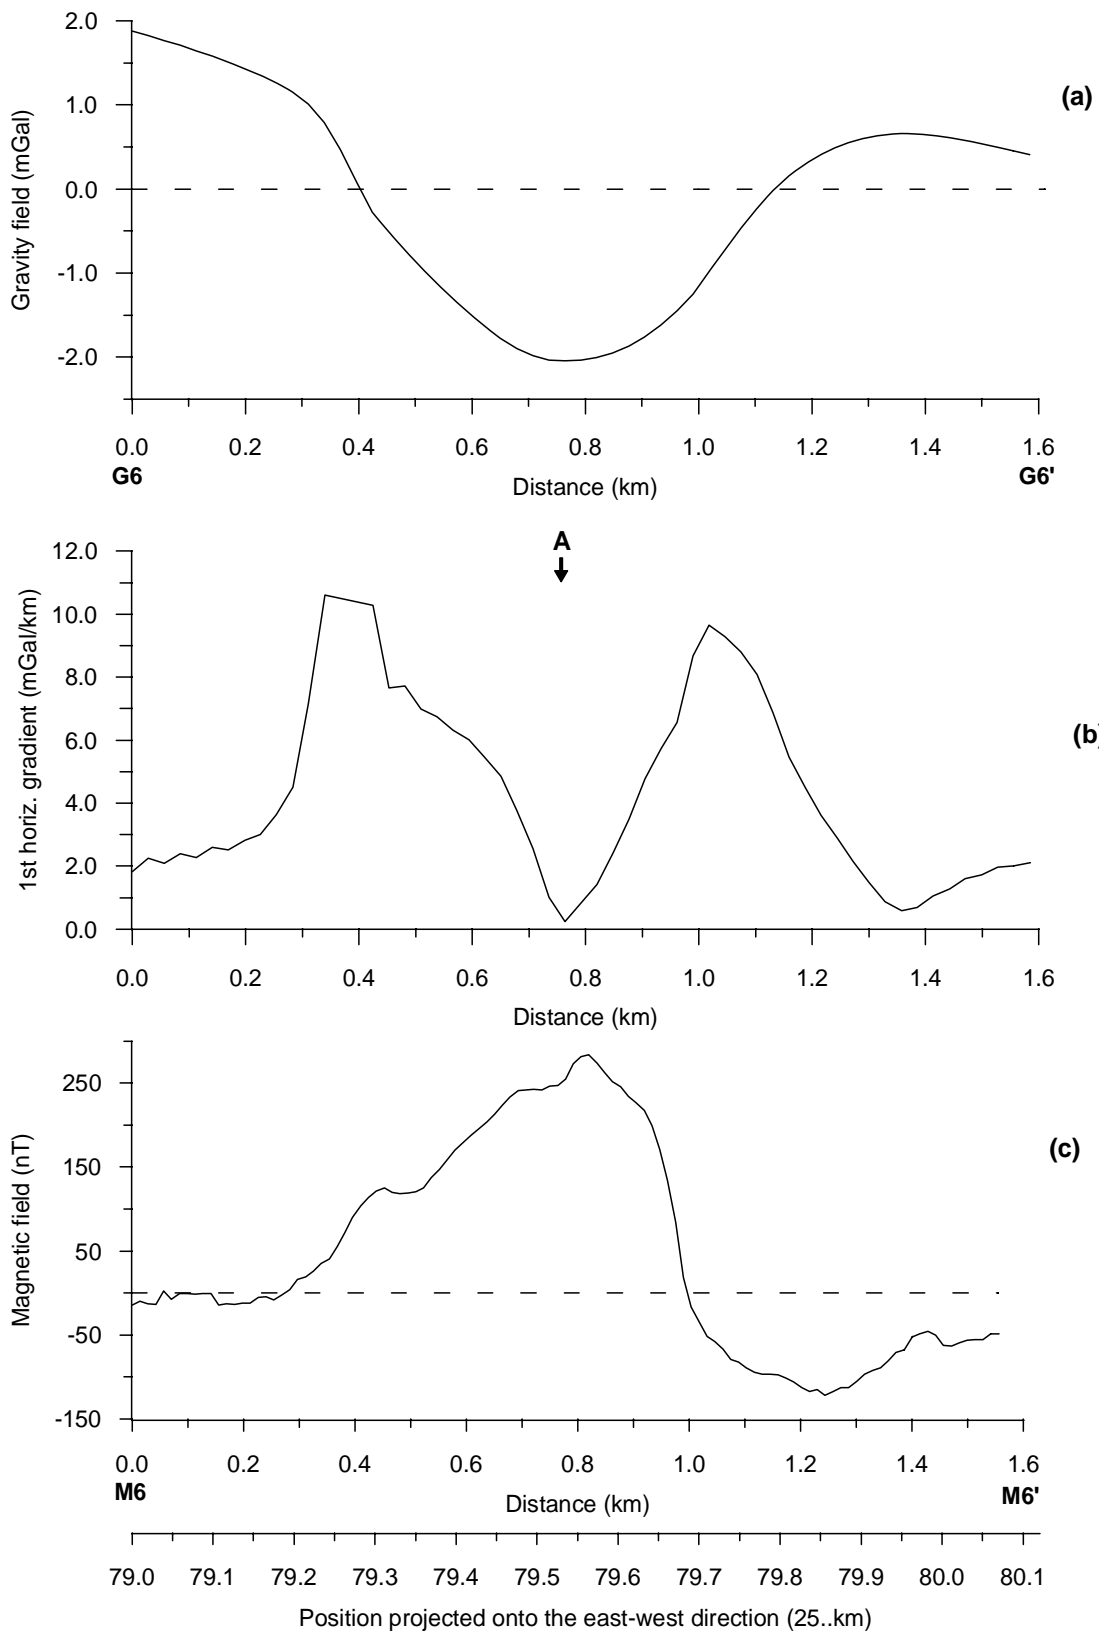 2.0
1.0
0.0
-1.0
-2.0
Gravity field (mGal)
(a)
0.0 0.2 0.4 0.6 0.8 1.0 1.2 1.4 1.6
G6 G6'
Distance (km)
A
12.0
10.0
8.0
6.0
4.0
2.0
0.0
1st horiz. gradient (mGal/km)
(b)
0.0 0.2 0.4 0.6 0.8 1.0 1.2 1.4 1.6
Distance (km)
250
150
50
-50
-150
Magnetic field (nT)
(c)
0.0 0.2 0.4 0.6 0.8 1.0 1.2 1.4 1.6
M6 M6'
Distance (km)
79.0 79.1 79.2 79.3 79.4 79.5 79.6 79.7 79.8 79.9 80.0 80.1
Position projected onto the east-west direction (25..km)